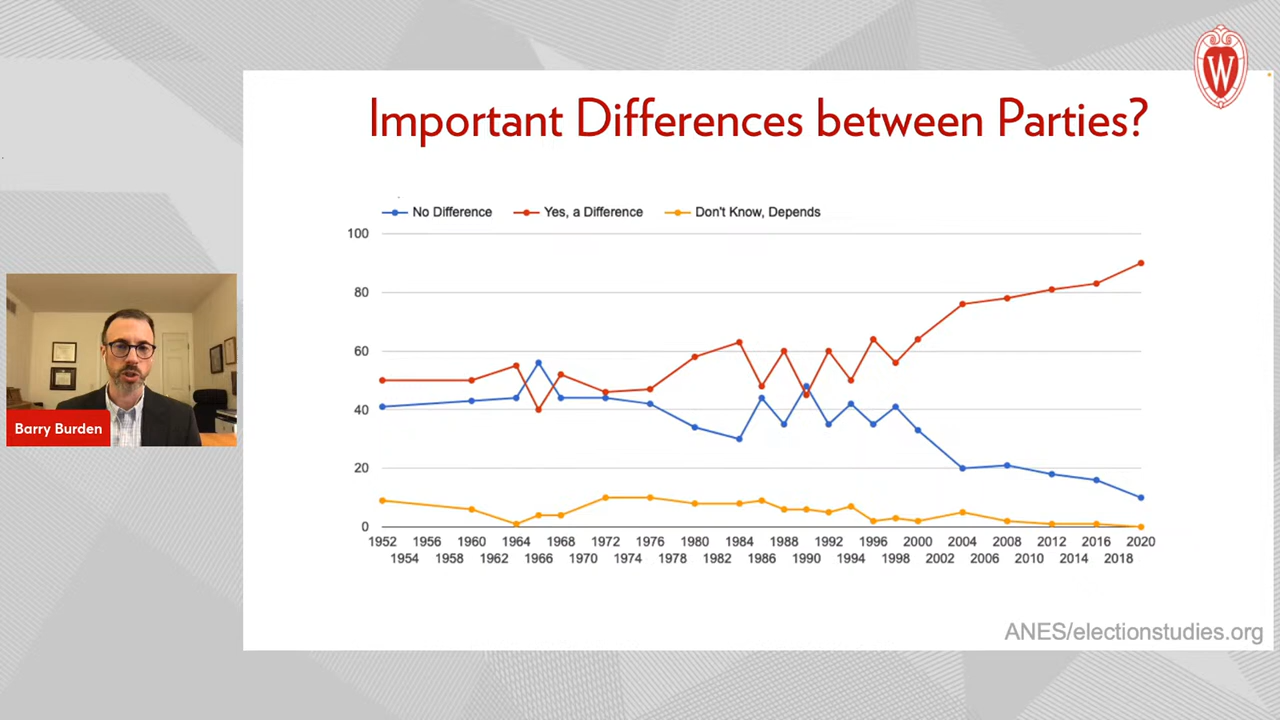 W
Important Differences between Parties?
No Difference Yes, a Difference Don't Know, Depends
100
80
60
40
20
0
1952 1956 1960 1964 1968 1972 1976 1980 1984 1988 1992 1996 2000 2004 2008 2012 2016 2020
1954 1958 1962 1966 1970 1974 1978 1982 1986 1990 1994 1998 2002 2006 2010 2014 2018
Barry Burden
ANES/electionstudies.org